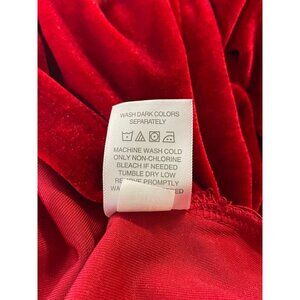 WASH DARK COLORS
SEPARATELY
MACHINE WASH COLD
ONLY NON-CHLORINE
BLEACH IF NEEDED
TUMBLE DRY LOW
REMOVE PROMPTLY